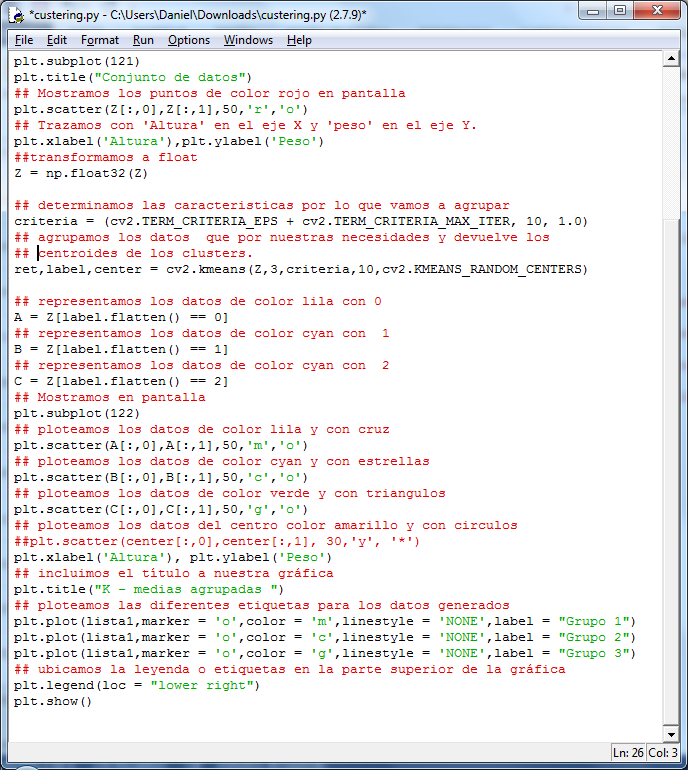 *custering.py - C:\Users\Daniel\Downloads\custering.py (2.7.9)*
File Edit Format Run Options Windows Help
plt.subplot(121)
plt.title("Conjunto de datos")
## Mostramos los puntos de color rojo en pantalla
plt.scatter(Z[:,0],Z[:,1],50,'r','o')
## Trazamos con 'Altura' en el eje X y 'peso' en el eje Y.
plt.xlabel('Altura'),plt.ylabel('Peso')
##transformamos a float
Z = np.float32(Z)
## determinamos las caracteristicas por lo que vamos a agrupar
criteria = (cv2.TERM_CRITERIA_EPS + cv2.TERM_CRITERIA_MAX_ITER, 10, 1.0)
## agrupamos los datos  que por nuestras necesidades y devuelve los
## centroides de los clusters.
ret,label,center = cv2.kmeans(Z,3,criteria,10,cv2.KMEANS_RANDOM_CENTERS)
## representamos los datos de color lila con 0
A = Z[label.flatten() == 0]
## representamos los datos de color cyan con  1
B = Z[label.flatten() == 1]
## representamos los datos de color cyan con  2
C = Z[label.flatten() == 2]
## Mostramos en pantalla
plt.subplot(122)
## ploteamos los datos de color lila y con cruz
plt.scatter(A[:,0],A[:,1],50,'m','o')
## ploteamos los datos de color cyan y con estrellas
plt.scatter(B[:,0],B[:,1],50,'c','o')
## ploteamos los datos de color verde y con triangulos
plt.scatter(C[:,0],C[:,1],50,'g','o')
## ploteamos los datos del centro color amarillo y con circulos
##plt.scatter(center[:,0],center[:,1], 30,'y', '*')
plt.xlabel('Altura'), plt.ylabel('Peso')
## incluimos el título a nuestra gráfica
plt.title("K - medias agrupadas ")
## ploteamos las diferentes etiquetas para los datos generados
plt.plot(lista1,marker = 'o',color = 'm',linestyle = 'NONE',label = "Grupo 1")
plt.plot(lista1,marker = 'o',color = 'c',linestyle = 'NONE',label = "Grupo 2")
plt.plot(lista1,marker = 'o',color = 'g',linestyle = 'NONE',label = "Grupo 3")
## ubicamos la leyenda o etiquetas en la parte superior de la gráfica
plt.legend(loc = "lower right")
plt.show()
Ln: 26 Col: 3